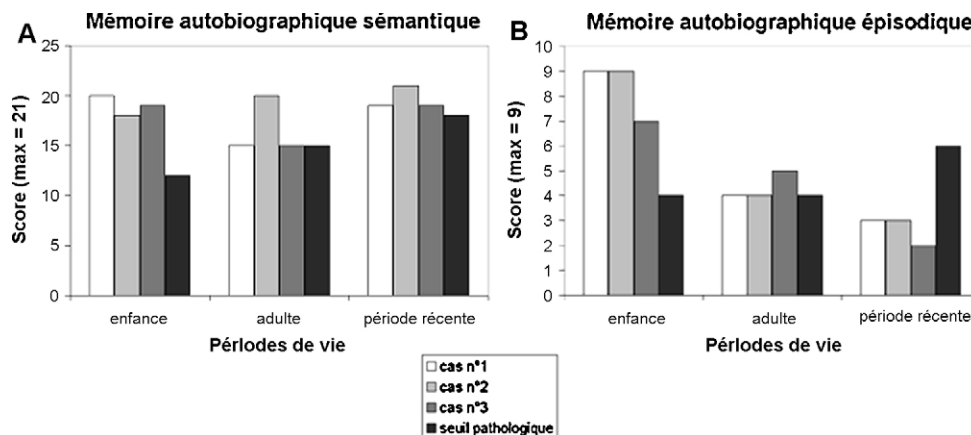 A Mémoire autobiographique sémantique
Score (max = 21)
25
20
15
10
5
0
enfance adulte période récente
Périodes de vie
B Mémoire autobiographique épisodique
Score (max = 9)
10
9
8
7
6
5
4
3
2
1
0
enfance adulte période récente
Périodes de vie
cas n°1
cas n°2
cas n°3
seuil pathologique